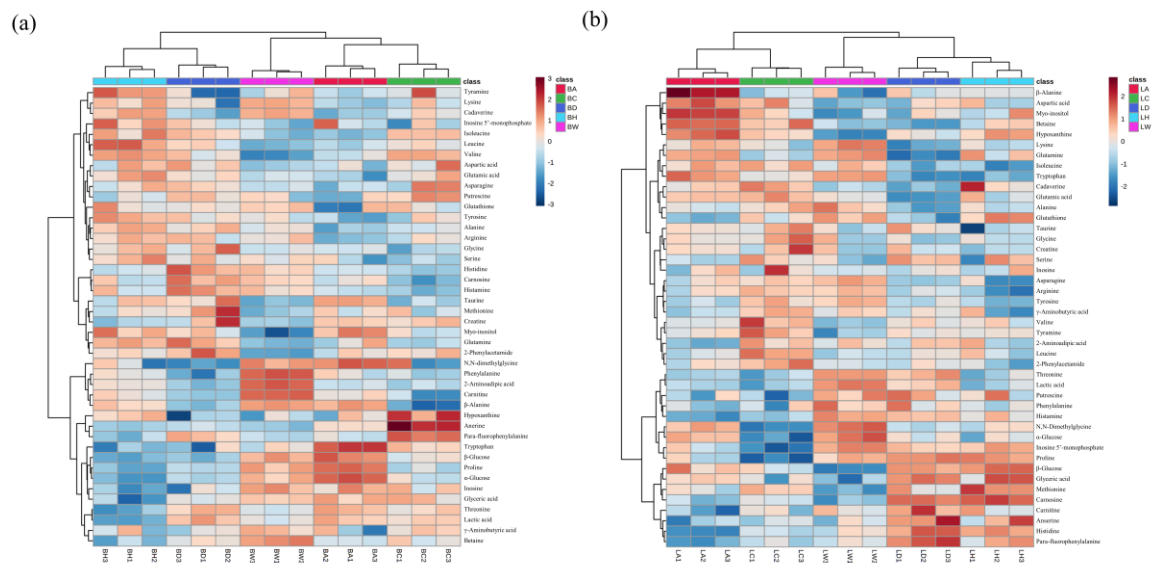 (a)
class
Tyramine
Lysine
Cadaverine
Inosine 5'-monophosphate
Isoleucine
Leucine
Valine
Aspartic acid
Glutamic acid
Asparagine
Putrescine
Glutathione
Tyrosine
Alanine
Arginine
Glycine
Serine
Histidine
Carnosine
Histamine
Taurine
Methionine
Creatine
Myo-inositol
Glutamine
2-Phenylacetamide
N,N-dimethylglycine
Phenylalanine
2-Aminoadipic acid
Carnitine
β-Alanine
Hypoxanthine
Anerine
Para-fluorophenylalanine
Tryptophan
β-Glucose
Proline
α-Glucose
Inosine
Glyceric acid
Threonine
Lactic acid
γ-Aminobutyric acid
Betaine
BH3 BH1 BH2 BD3 BD1 BD2 BW3 BW1 BW2 BA2 BA1 BA3 BC1 BC2 BC3
3
2
1
0
-1
-2
-3
class
BA
BC
BD
BH
BW
(b)
class
β-Alanine
Aspartic acid
Myo-inositol
Betaine
Hypoxanthine
Lysine
Glutamine
Isoleucine
Tryptophan
Cadaverine
Glutamic acid
Alanine
Glutathione
Taurine
Glycine
Creatine
Serine
Inosine
Asparagine
Arginine
Tyrosine
γ-Aminobutyric acid
Valine
Tyramine
2-Aminoadipic acid
Leucine
2-Phenylacetamide
Threonine
Lactic acid
Putrescine
Phenylalanine
Histamine
N,N-Dimethylglycine
α-Glucose
Inosine 5'-monophosphate
Proline
β-Glucose
Glyceric acid
Methionine
Carnosine
Carnitine
Anserine
Histidine
Para-fluorophenylalanine
LA1 LA2 LA3 LC1 LC2 LC3 LW3 LW1 LW2 LD1 LD2 LD3 LH1 LH2 LH3
2
1
0
-1
-2
class
LA
LC
LD
LH
LW